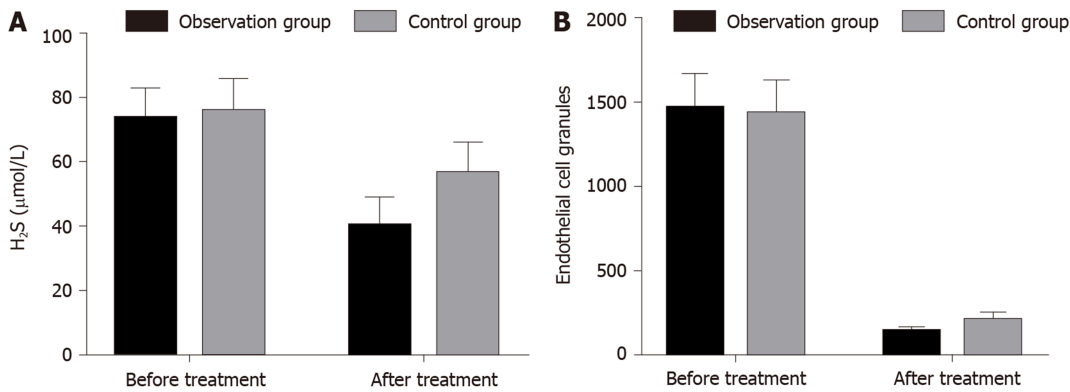 A
Observation group
Control group
H₂S (μmol/L)
100
80
60
40
20
0
Before treatment
After treatment
B
Observation group
Control group
Endothelial cell granules
2000
1500
1000
500
0
Before treatment
After treatment